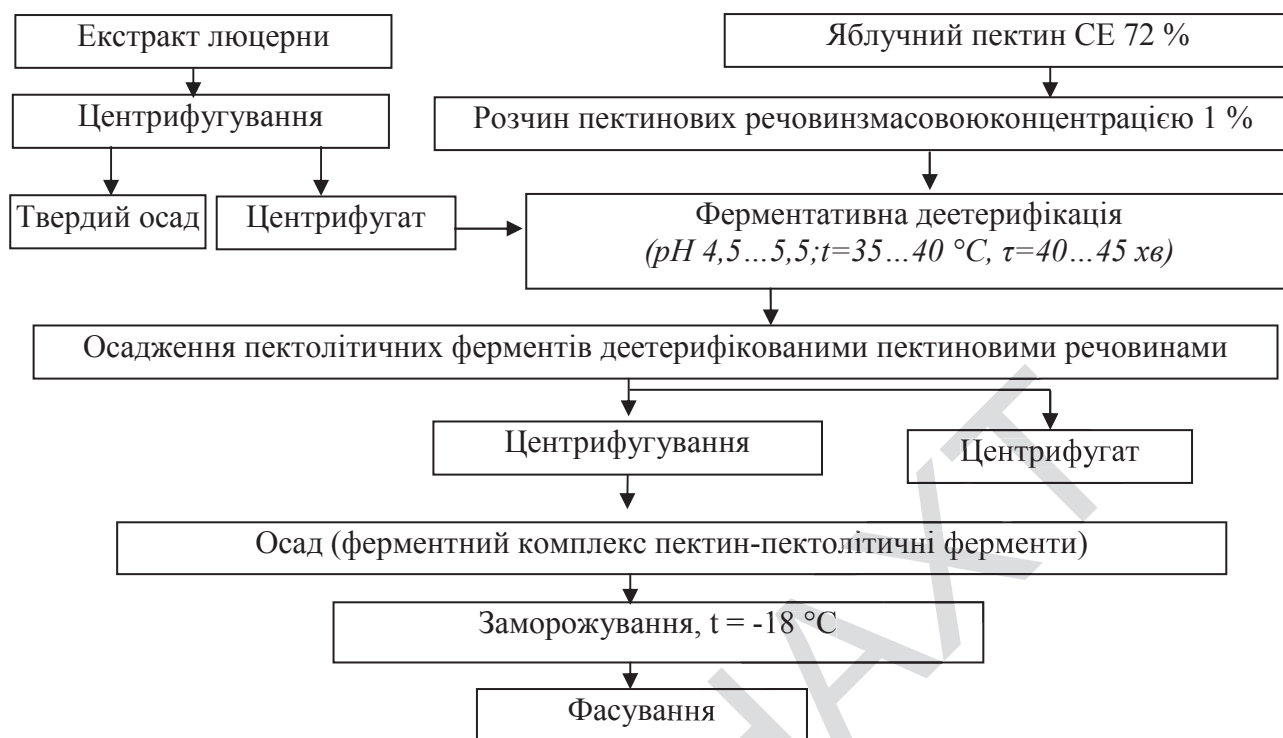 Екстракт люцерни
Яблучний пектин СЕ 72 %
Центрифугування
Розчин пектинових речовинзмасовоюконцентрацією 1 %
Твердий осад
Центрифугат
Ферментативна деетерифікація
(рН 4,5…5,5;t=35…40 °С, τ=40…45 хв)
Осадження пектолітичних ферментів деетерифікованими пектиновими речовинами
Центрифугування
Центрифугат
Осад (ферментний комплекс пектин-пектолітичні ферменти)
Заморожування, t = -18 °С
Фасування
НАХТ